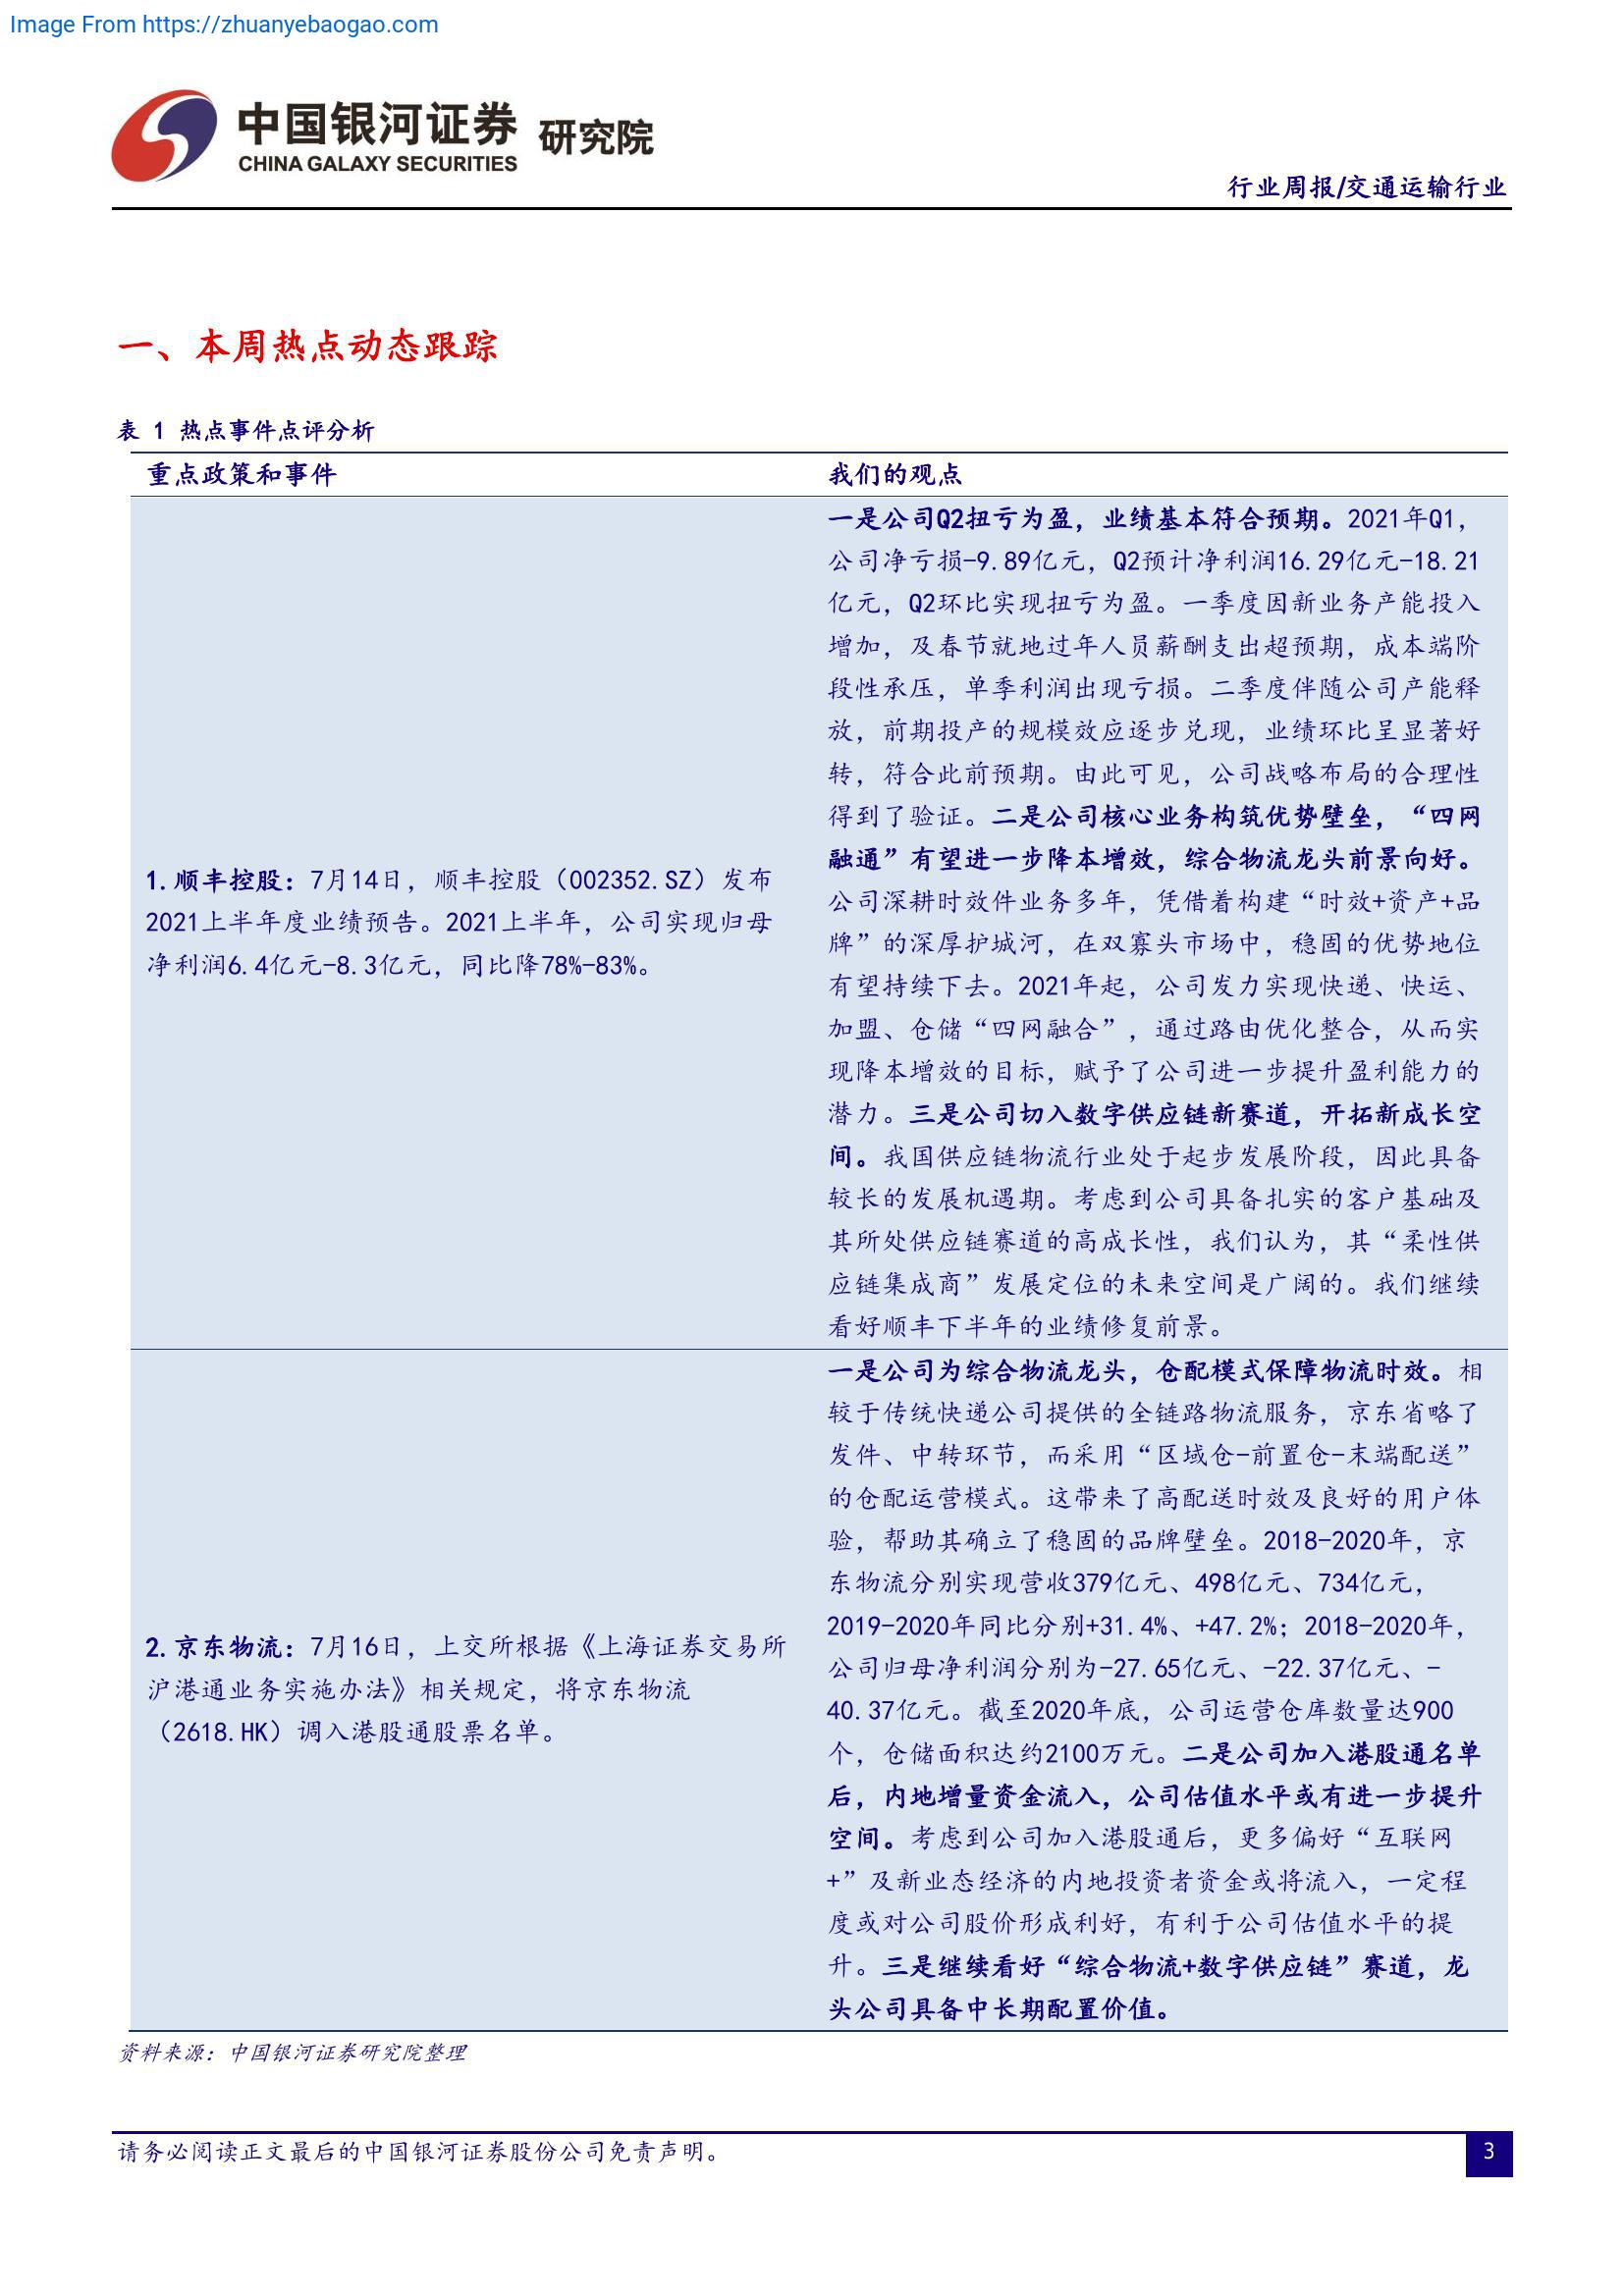 Image From https://zhuanyebaogao.com
中国银河证券 研究院
CHINA GALAXY SECURITIES
行业周报/交通运输行业
一、本周热点动态跟踪
表 1 热点事件点评分析
重点政策和事件
我们的观点
1.顺丰控股：7月14日，顺丰控股（002352.SZ）发布
2021上半年度业绩预告。2021上半年，公司实现归母
净利润6.4亿元-8.3亿元，同比降78%-83%。
一是公司Q2扭亏为盈，业绩基本符合预期。2021年Q1，
公司净亏损-9.89亿元，Q2预计净利润16.29亿元-18.21
亿元，Q2环比实现扭亏为盈。一季度因新业务产能投入
增加，及春节就地过年人员薪酬支出超预期，成本端阶
段性承压，单季利润出现亏损。二季度伴随公司产能释
放，前期投产的规模效应逐步兑现，业绩环比呈显著好
转，符合此前预期。由此可见，公司战略布局的合理性
得到了验证。二是公司核心业务构筑优势壁垒，“四网
融通”有望进一步降本增效，综合物流龙头前景向好。
公司深耕时效件业务多年，凭借着构建“时效+资产+品
牌”的深厚护城河，在双寡头市场中，稳固的优势地位
有望持续下去。2021年起，公司发力实现快递、快运、
加盟、仓储“四网融合”，通过路由优化整合，从而实
现降本增效的目标，赋予了公司进一步提升盈利能力的
潜力。三是公司切入数字供应链新赛道，开拓新成长空
间。我国供应链物流行业处于起步发展阶段，因此具备
较长的发展机遇期。考虑到公司具备扎实的客户基础及
其所处供应链赛道的高成长性，我们认为，其“柔性供
应链集成商”发展定位的未来空间是广阔的。我们继续
看好顺丰下半年的业绩修复前景。
2.京东物流：7月16日，上交所根据《上海证券交易所
沪港通业务实施办法》相关规定，将京东物流
（2618.HK）调入港股通股票名单。
一是公司为综合物流龙头，仓配模式保障物流时效。相
较于传统快递公司提供的全链路物流服务，京东省略了
发件、中转环节，而采用“区域仓-前置仓-末端配送”
的仓配运营模式。这带来了高配送时效及良好的用户体
验，帮助其确立了稳固的品牌壁垒。2018-2020年，京
东物流分别实现营收379亿元、498亿元、734亿元，
2019-2020年同比分别+31.4%、+47.2%；2018-2020年，
公司归母净利润分别为-27.65亿元、-22.37亿元、-
40.37亿元。截至2020年底，公司运营仓库数量达900
个，仓储面积达约2100万元。二是公司加入港股通名单
后，内地增量资金流入，公司估值水平或有进一步提升
空间。考虑到公司加入港股通后，更多偏好“互联网
+”及新业态经济的内地投资者资金或将流入，一定程
度或对公司股价形成利好，有利于公司估值水平的提
升。三是继续看好“综合物流+数字供应链”赛道，龙
头公司具备中长期配置价值。
资料来源：中国银河证券研究院整理
请务必阅读正文最后的中国银河证券股份公司免责声明。
3